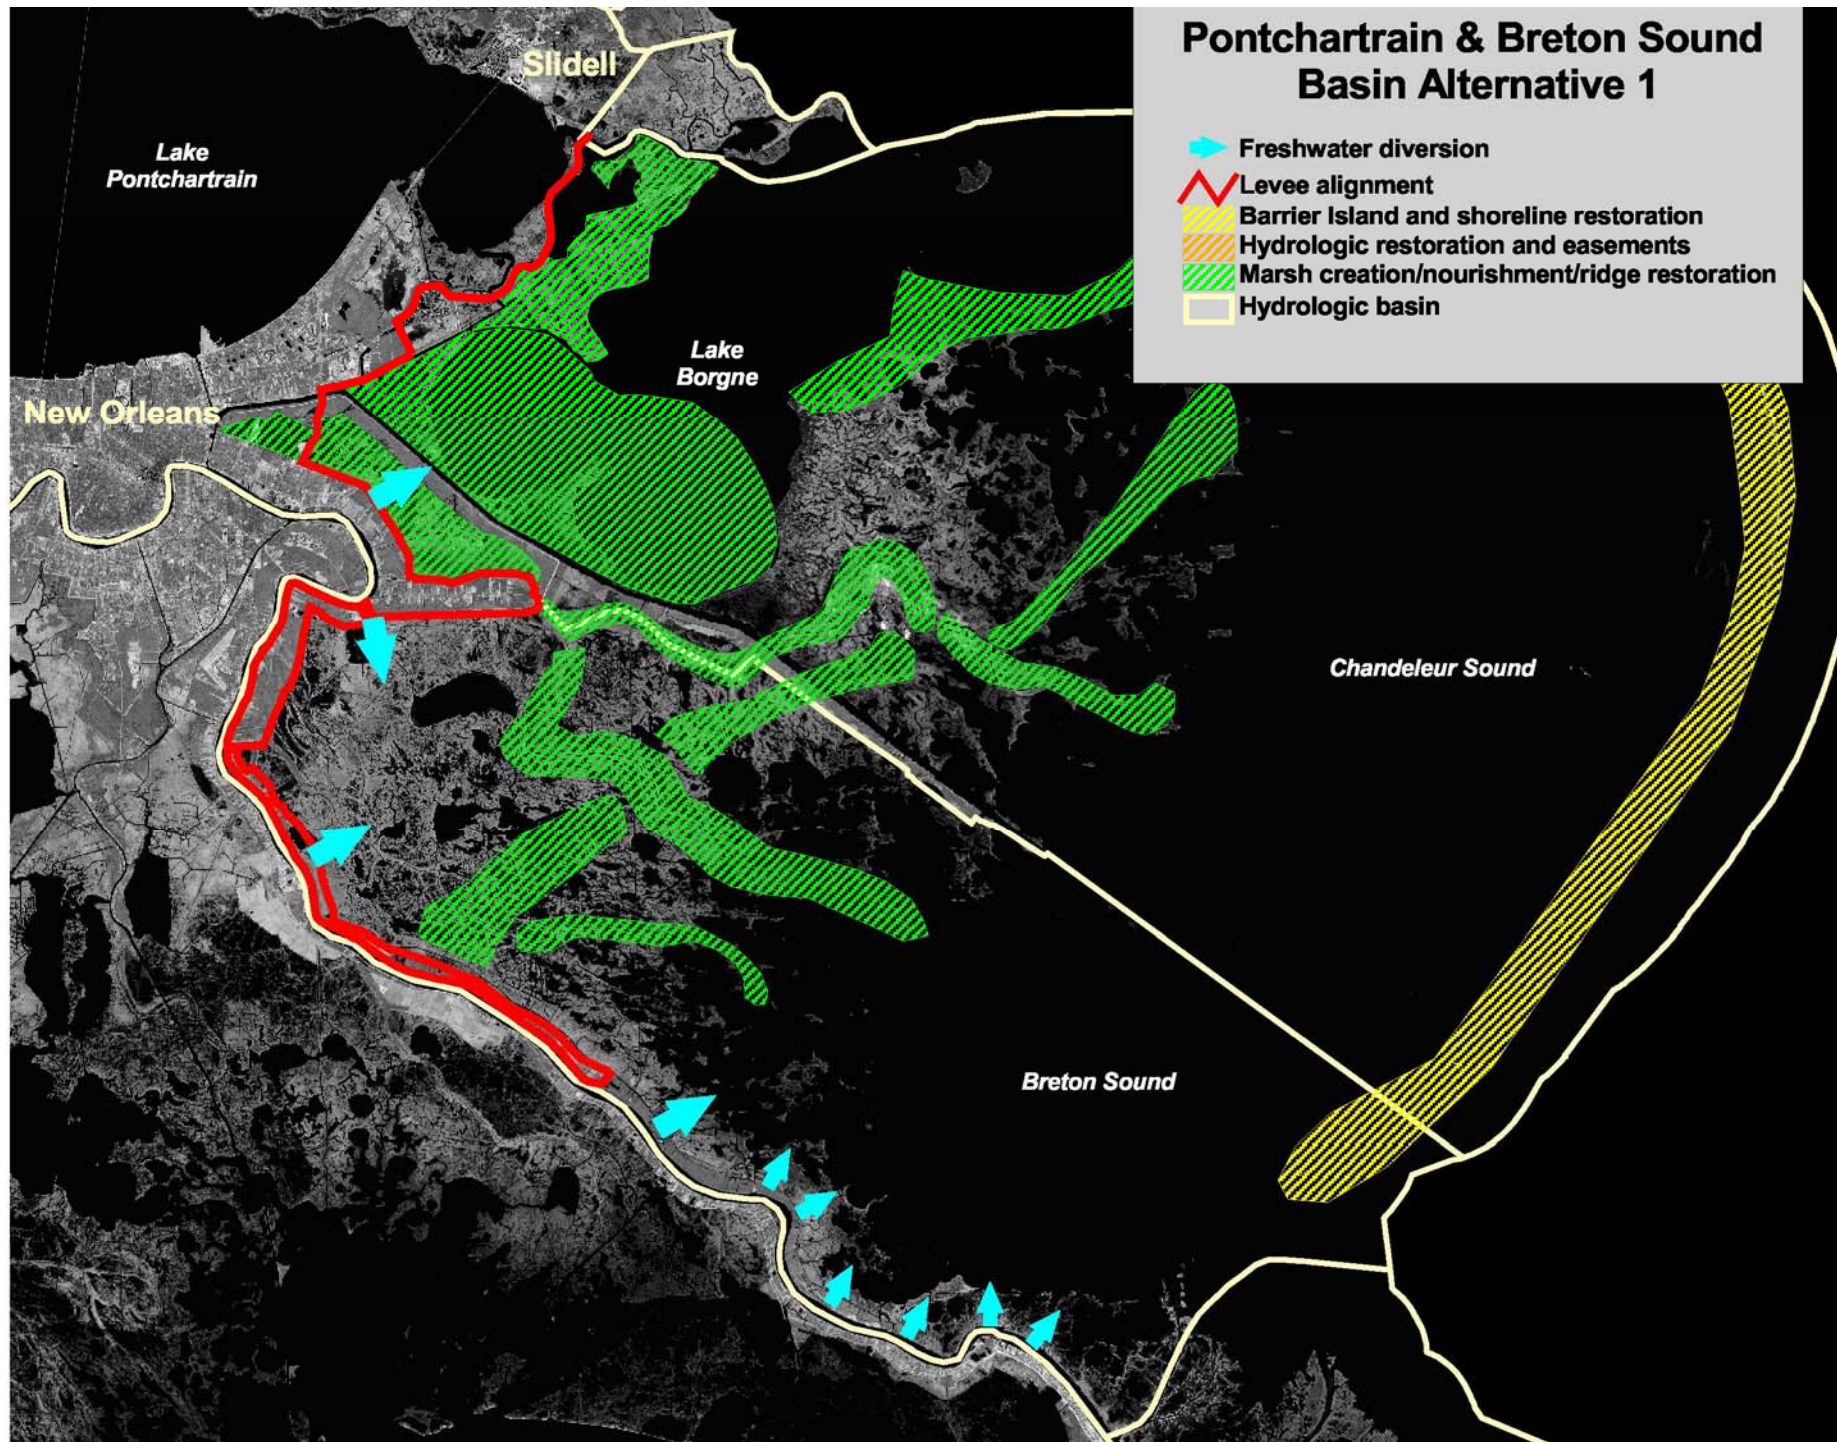 Pontchartrain & Breton Sound
Basin Alternative 1
Freshwater diversion
Levee alignment
Barrier Island and shoreline restoration
Hydrologic restoration and easements
Marsh creation/nourishment/ridge restoration
Hydrologic basin
Slidell
Lake
Pontchartrain
Lake
Borgne
New Orleans
Chandeleur Sound
Breton Sound